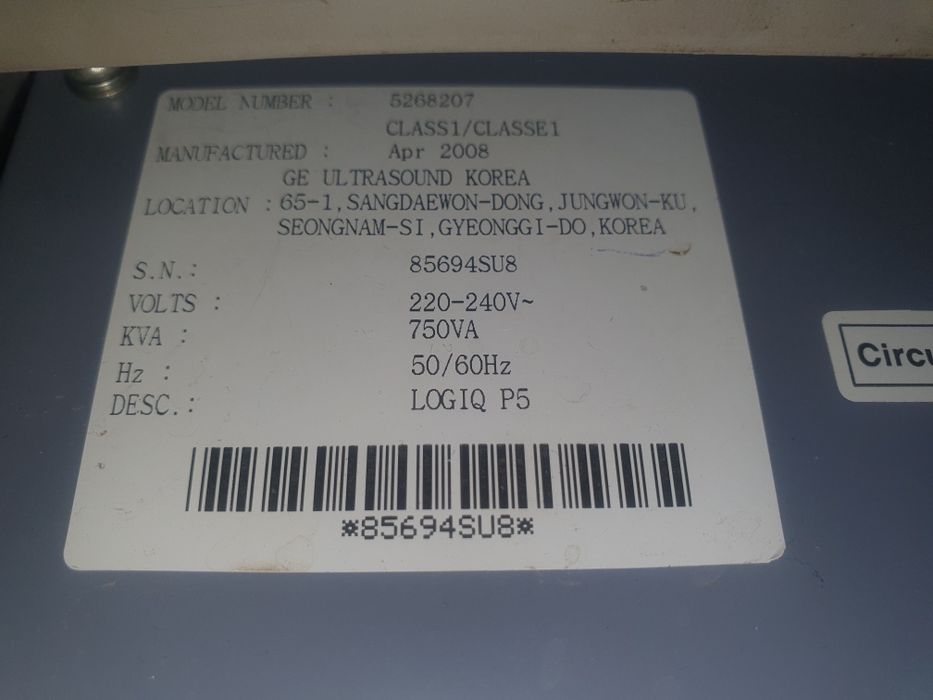 MODEL NUMBER : 5268207
CLASS1/CLASSE1
MANUFACTURED : Apr 2008
GE ULTRASOUND KOREA
LOCATION : 65-1,SANGDAEWON-DONG,JUNGWON-KU,
SEONGNAM-SI,GYEONGGI-DO,KOREA
S.N.: 85694SU8
VOLTS : 220-240V~
KVA : 750VA
Hz : 50/60Hz
DESC.: LOGIQ P5
*85694SU8*